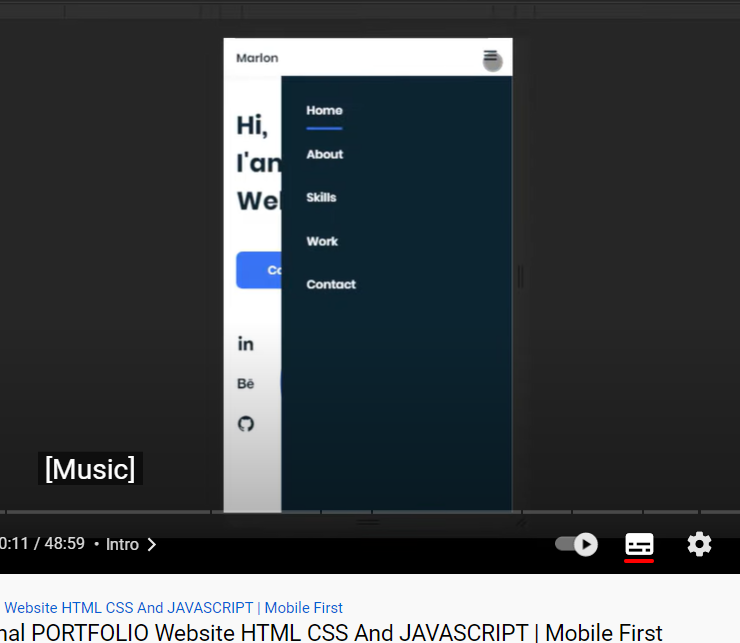 Marlon
Home
Hi,
About
I'an
Skills
Wel
Work
Co
Contact
in
Bē
[Music]
0:11 / 48:59 • Intro
Website HTML CSS And JAVASCRIPT | Mobile First
nal PORTFOLIO Website HTML CSS And JAVASCRIPT | Mobile First